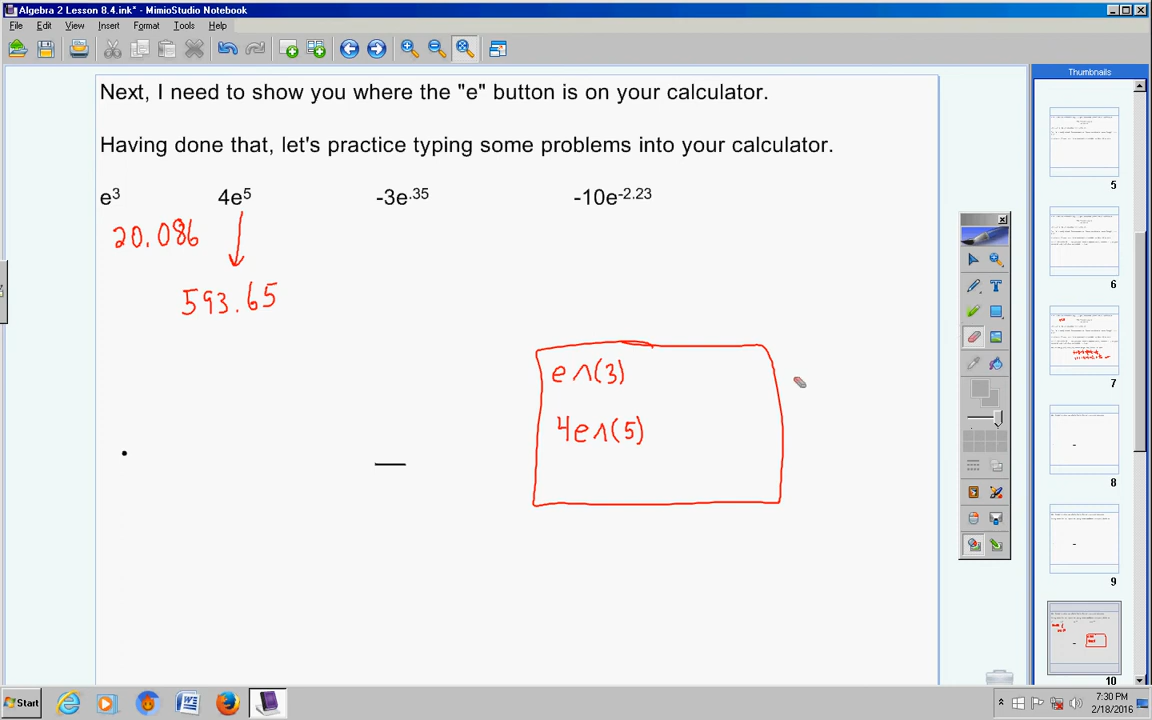 Algebra 2 Lesson 8.4.ink* - MimioStudio Notebook
File Edit View Insert Format Tools Help
Next, I need to show you where the "e" button is on your calculator.
Having done that, let's practice typing some problems into your calculator.
e³ 4e⁵ -3e^.35 -10e^-2.23
20.086
593.65
e^(3)
4e^(5)
Thumbnails
5
6
7
8
9
10
T
Start
7:30 PM
2/18/2016